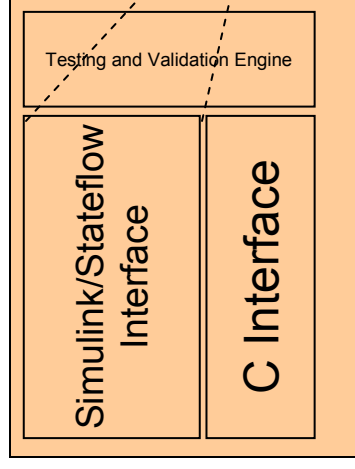 Testing and Validation Engine
Simulink/Stateflow
Interface
C Interface